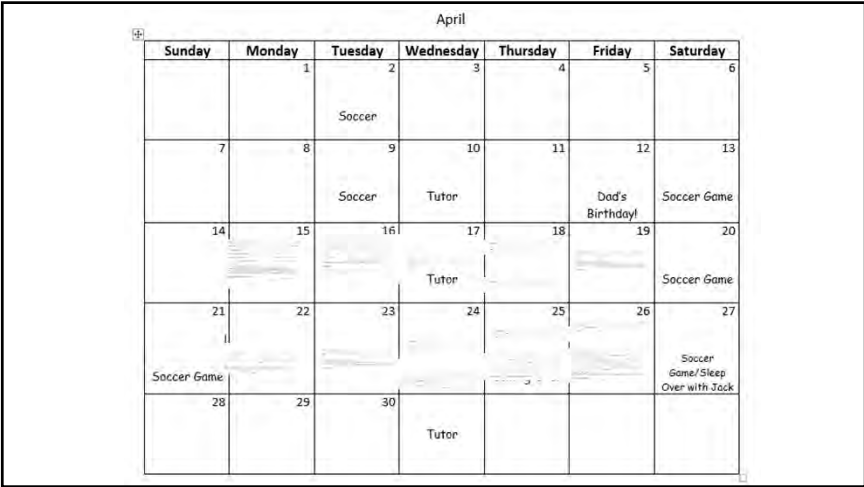 April
Sunday Monday Tuesday Wednesday Thursday Friday Saturday
1 2 3 4 5 6
Soccer
7 8 9 10 11 12 13
Soccer Tutor Dad's Soccer Game
Birthday!
14 15 16 17 18 19 20
Tutor Soccer Game
21 22 23 24 25 26 27
Soccer
Game/Sleep
Soccer Game Over with Jack
28 29 30
Tutor